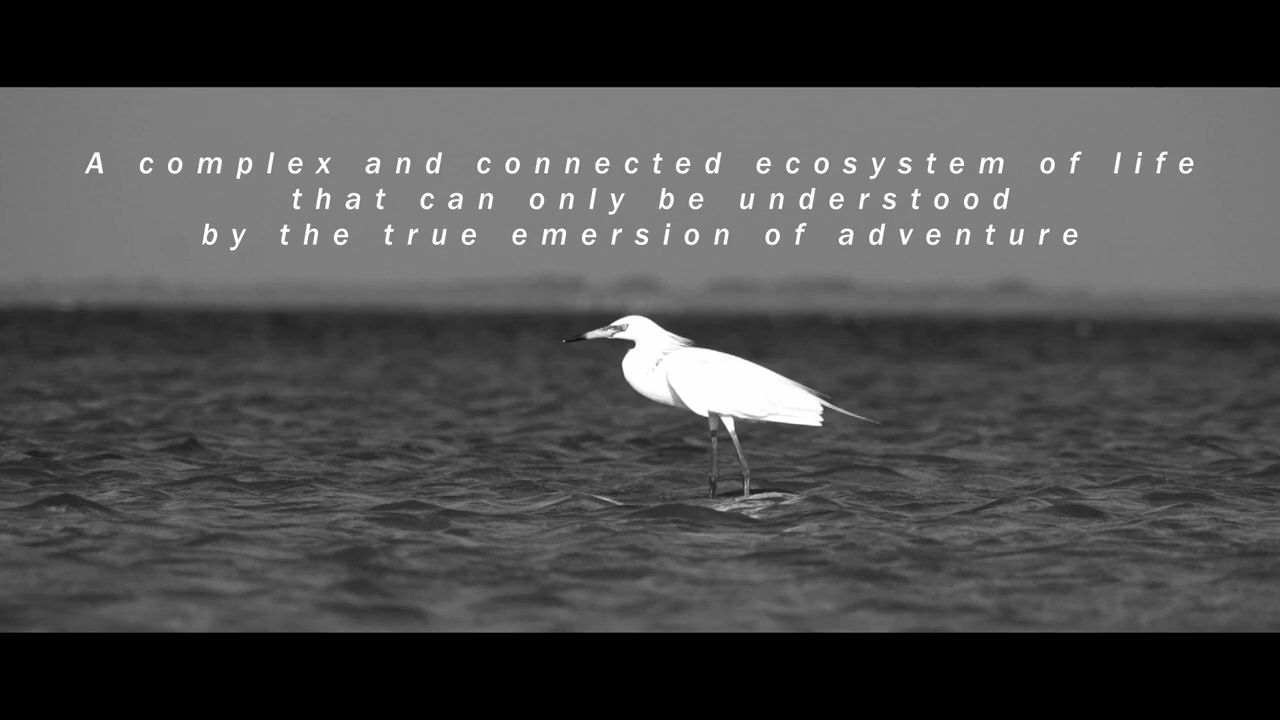 A complex and connected ecosystem of life
that can only be understood
by the true emersion of adventure